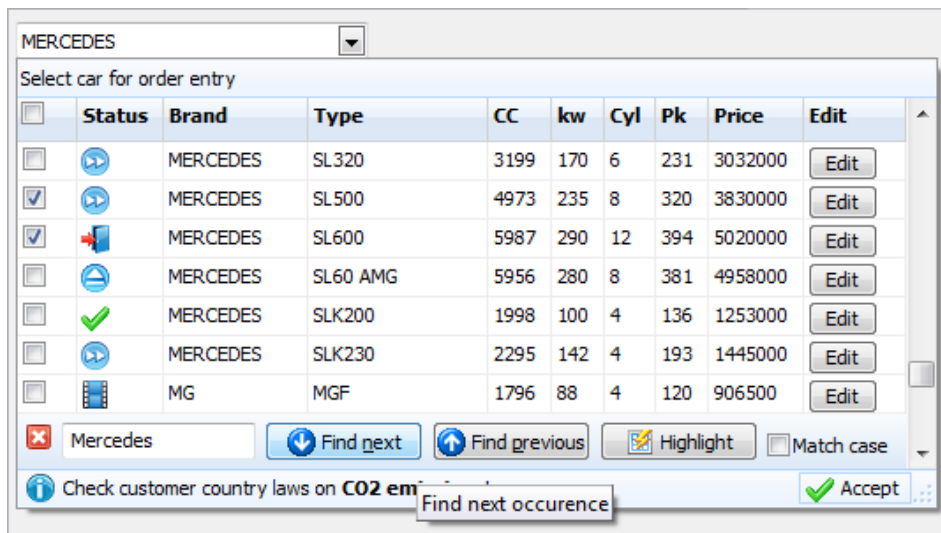 MERCEDES
Select car for order entry
Status Brand Type CC kw Cyl Pk Price Edit
MERCEDES SL320 3199 170 6 231 3032000 Edit
MERCEDES SL500 4973 235 8 320 3830000 Edit
MERCEDES SL600 5987 290 12 394 5020000 Edit
MERCEDES SL60 AMG 5956 280 8 381 4958000 Edit
MERCEDES SLK200 1998 100 4 136 1253000 Edit
MERCEDES SLK230 2295 142 4 193 1445000 Edit
MG MGF 1796 88 4 120 906500 Edit
Mercedes Find next Find previous Highlight Match case
Check customer country laws on CO2 Accept
Find next occurence